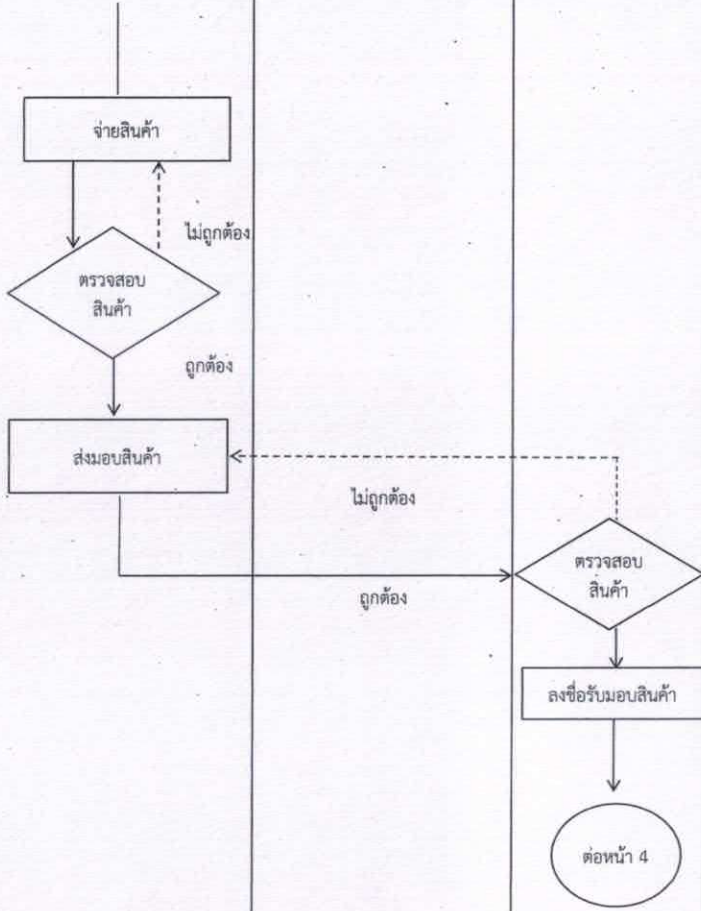 จ่ายสินค้า
ไม่ถูกต้อง
ตรวจสอบ
สินค้า
ถูกต้อง
ส่งมอบสินค้า
ไม่ถูกต้อง
ตรวจสอบ
สินค้า
ถูกต้อง
ลงชื่อรับมอบสินค้า
ต่อหน้า 4